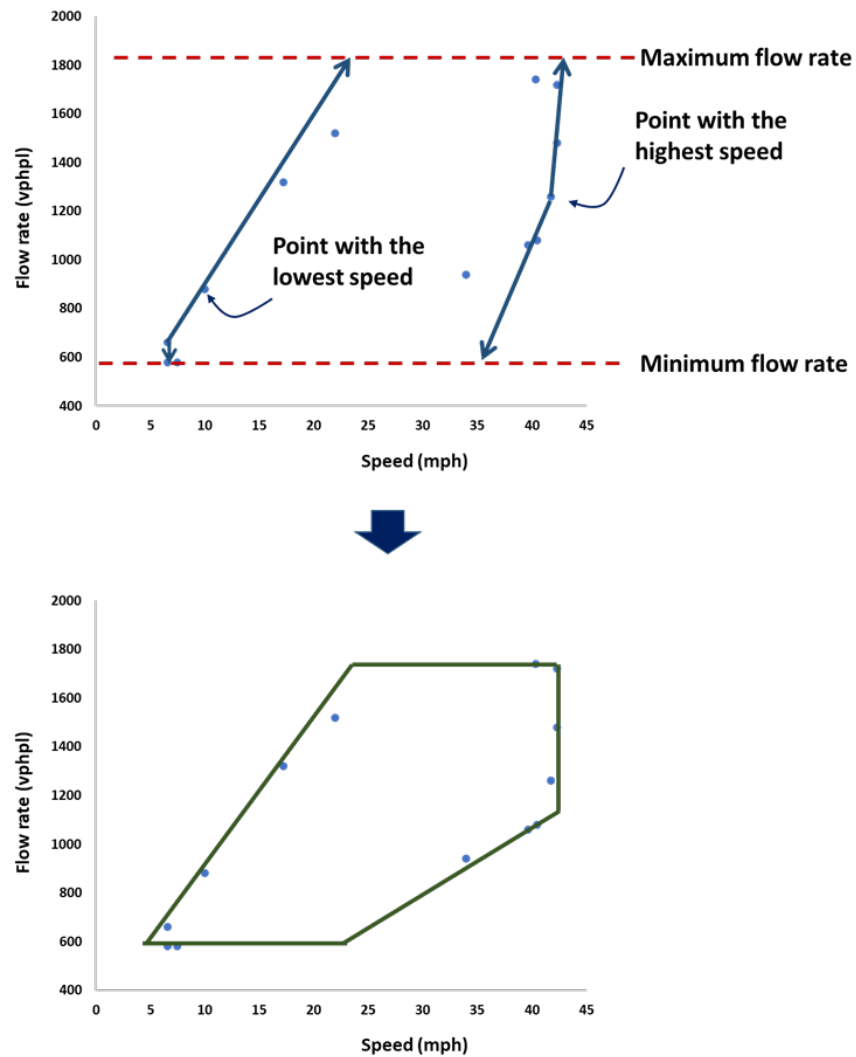 2000
1800
1600
1400
1200
1000
800
600
400
Flow rate (vphpl)
Maximum flow rate
Point with the
highest speed
Point with the
lowest speed
Minimum flow rate
0 5 10 15 20 25 30 35 40 45
Speed (mph)
2000
1800
1600
1400
1200
1000
800
600
400
Flow rate (vphpl)
0 5 10 15 20 25 30 35 40 45
Speed (mph)